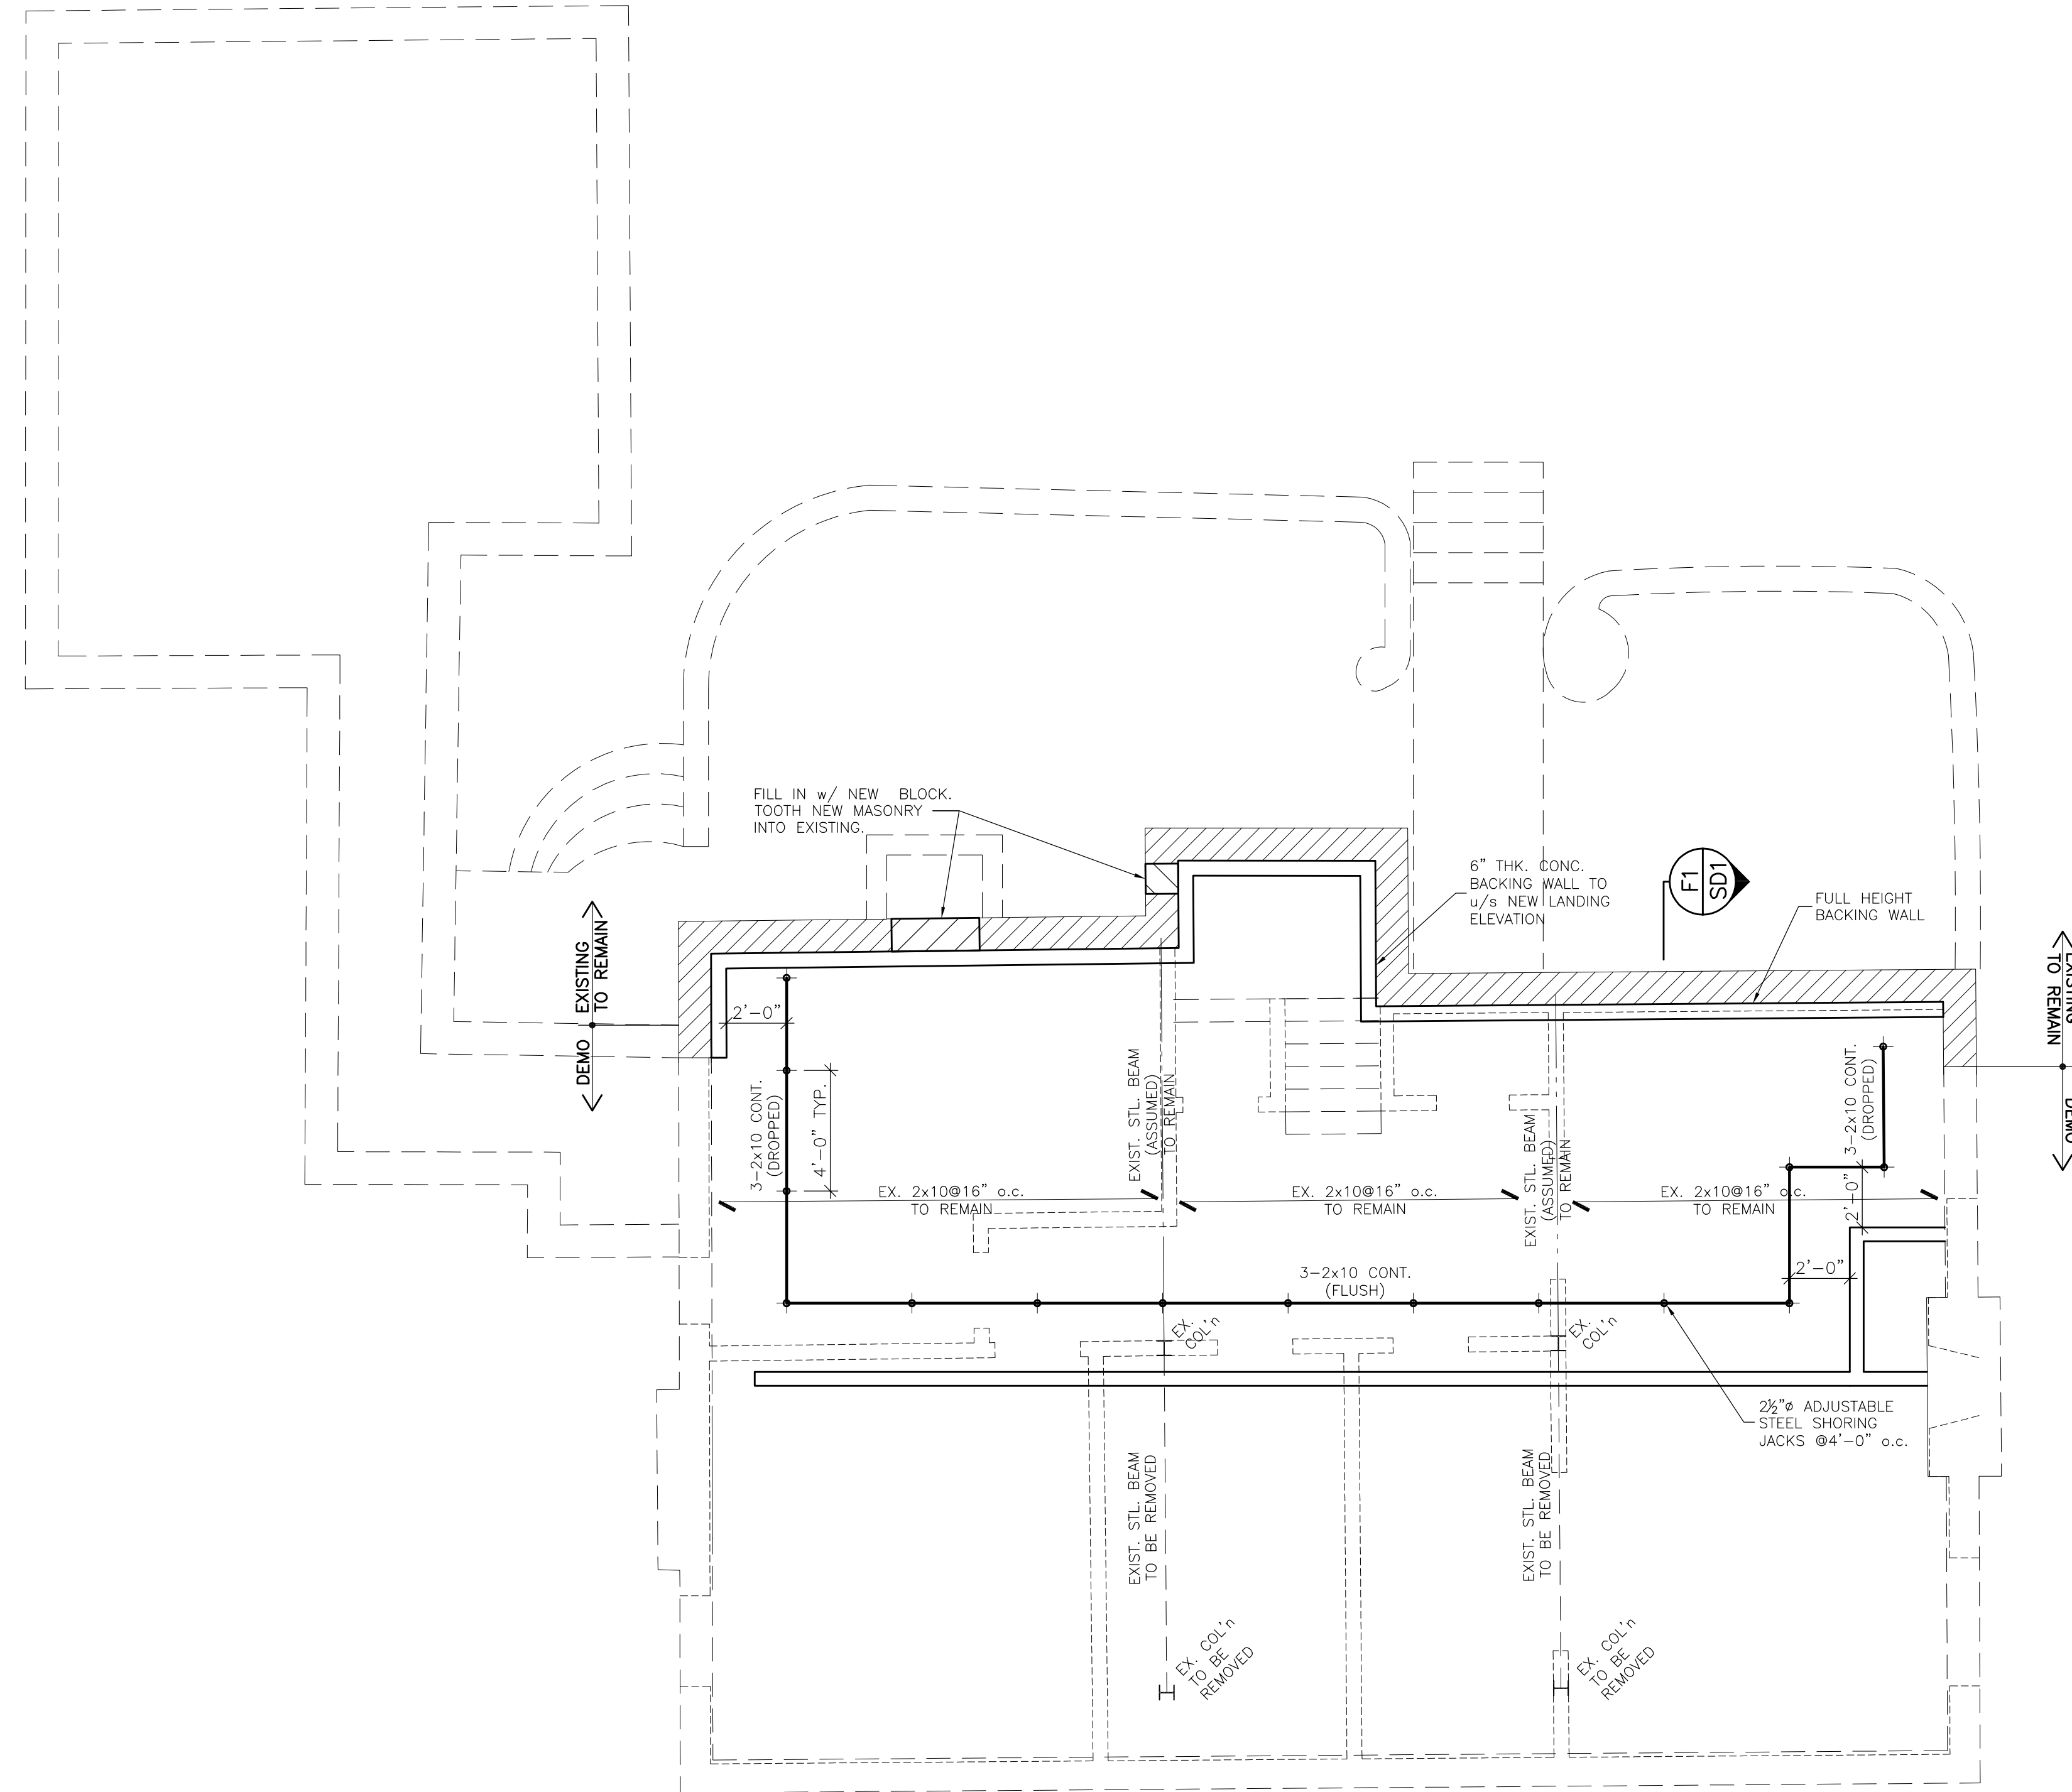 FILL IN w/ NEW BLOCK.
TOOTH NEW MASONRY
INTO EXISTING.
6" THK. CONC.
BACKING WALL TO
u/s NEW LANDING
ELEVATION
F1
SD1
FULL HEIGHT
BACKING WALL
EXISTING
TO REMAIN
DEMO
EXISTING
TO REMAIN
DEMO
2'-0"
3-2x10 CONT.
(DROPPED)
4'-0" TYP.
EXIST. STL. BEAM
(ASSUMED)
TO REMAIN
EXIST. STL. BEAM
(ASSUMED)
TO REMAIN
3-2x10 CONT.
(DROPPED)
EX. 2x10@16" o.c.
TO REMAIN
EX. 2x10@16" o.c.
TO REMAIN
EX. 2x10@16" o.c.
TO REMAIN
2'-0"
2'-0"
3-2x10 CONT.
(FLUSH)
EX.
COL'n
EX.
COL'n
2½"ø ADJUSTABLE
STEEL SHORING
JACKS @4'-0" o.c.
EXIST. STL. BEAM
TO BE REMOVED
EXIST. STL. BEAM
TO BE REMOVED
EX. COL'n
TO BE
REMOVED
EX. COL'n
TO BE
REMOVED